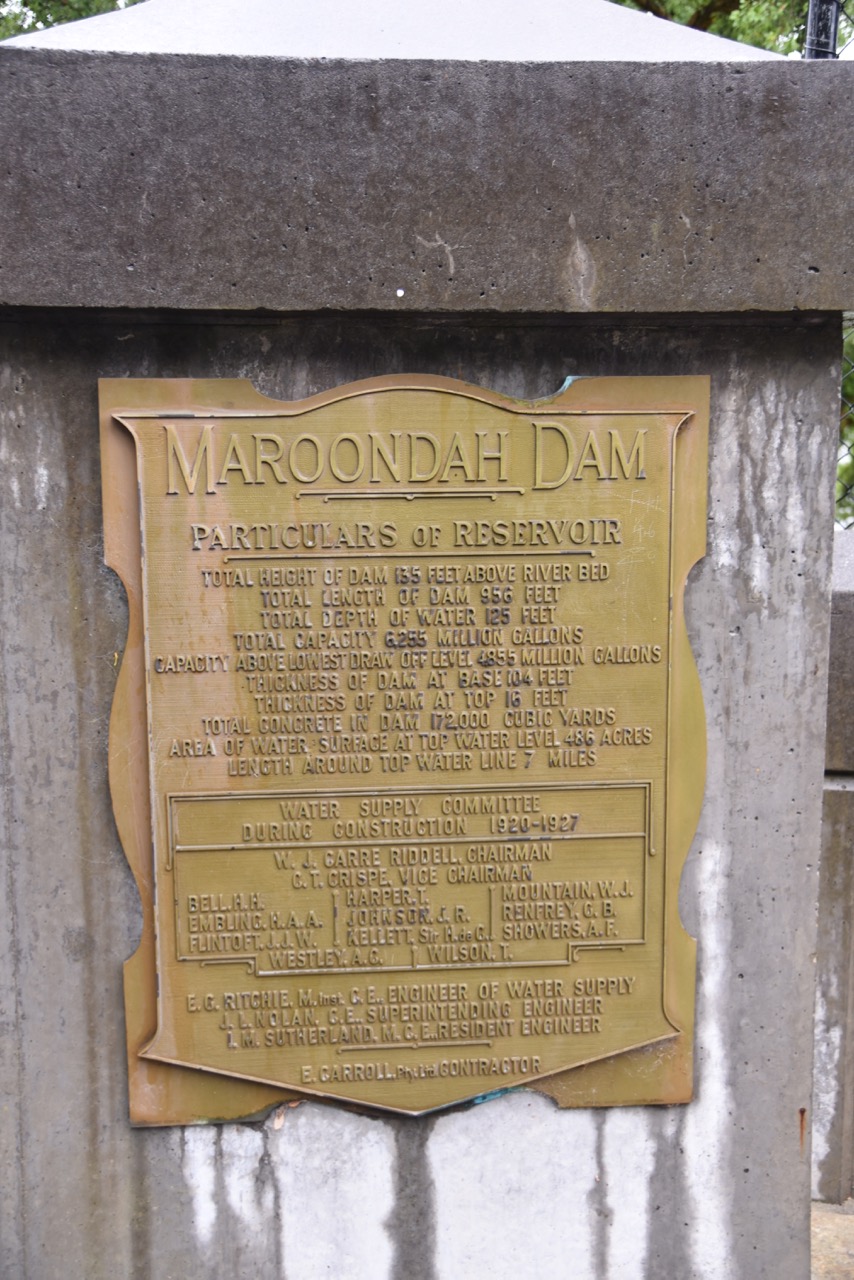 MAROONDAH DAM
PARTICULARS OF RESERVOIR
TOTAL HEIGHT OF DAM 135 FEET ABOVE RIVER BED
TOTAL LENGTH OF DAM 956 FEET
TOTAL DEPTH OF WATER 125 FEET
TOTAL CAPACITY 6,255 MILLION GALLONS
CAPACITY ABOVE LOWEST DRAW OFF LEVEL 4855 MILLION GALLONS
THICKNESS OF DAM AT BASE 104 FEET
THICKNESS OF DAM AT TOP 16 FEET
TOTAL CONCRETE IN DAM 172,000 CUBIC YARDS
AREA OF WATER SURFACE AT TOP WATER LEVEL 486 ACRES
LENGTH AROUND TOP WATER LINE 7 MILES
WATER SUPPLY COMMITTEE
DURING CONSTRUCTION 1920-1927
W. J. CARRE RIDDELL, CHAIRMAN
C. T. CRISPE, VICE CHAIRMAN
BELL, H. H. HARPER, T. MOUNTAIN, W. J.
EMBLING, H. A. A. JOHNSON, J. R. RENFREY, G. B.
FLINTOFT, J. J. W. KELLETT, Sir H. de C. SHOWERS, A. F.
WESTLEY, A. C. WILSON, T.
E. G. RITCHIE, M. Inst. C. E., ENGINEER OF WATER SUPPLY
J. L. NOLAN, C. E., SUPERINTENDING ENGINEER
I. M. SUTHERLAND, M. C. E., RESIDENT ENGINEER
E. CARROLL, Pty. Ltd. CONTRACTOR